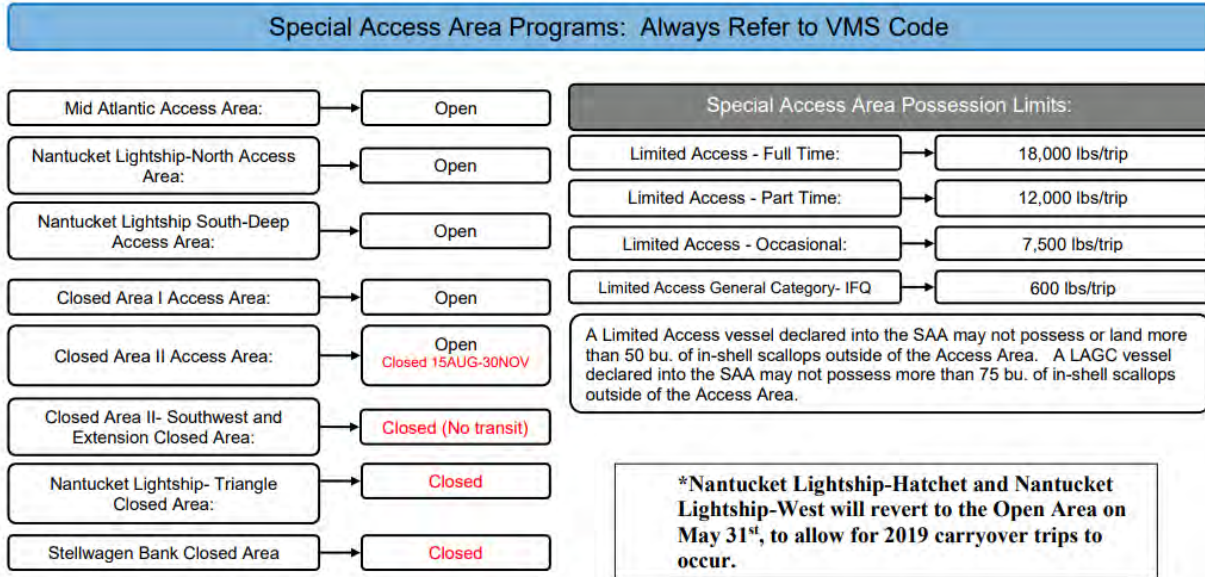 Special Access Area Programs: Always Refer to VMS Code
Mid Atlantic Access Area:
Open
Nantucket Lightship-North Access
Area:
Open
Nantucket Lightship South-Deep
Access Area:
Open
Closed Area I Access Area:
Open
Closed Area II Access Area:
Open
Closed 15AUG-30NOV
Closed Area II- Southwest and
Extension Closed Area:
Closed (No transit)
Nantucket Lightship- Triangle
Closed Area:
Closed
Stellwagen Bank Closed Area
Closed
Special Access Area Possession Limits:
Limited Access - Full Time:
18,000 lbs/trip
Limited Access - Part Time:
12,000 lbs/trip
Limited Access - Occasional:
7,500 lbs/trip
Limited Access General Category- IFQ
600 lbs/trip
A Limited Access vessel declared into the SAA may not possess or land more
than 50 bu. of in-shell scallops outside of the Access Area. A LAGC vessel
declared into the SAA may not possess more than 75 bu. of in-shell scallops
outside of the Access Area.
*Nantucket Lightship-Hatchet and Nantucket
Lightship-West will revert to the Open Area on
May 31st, to allow for 2019 carryover trips to
occur.